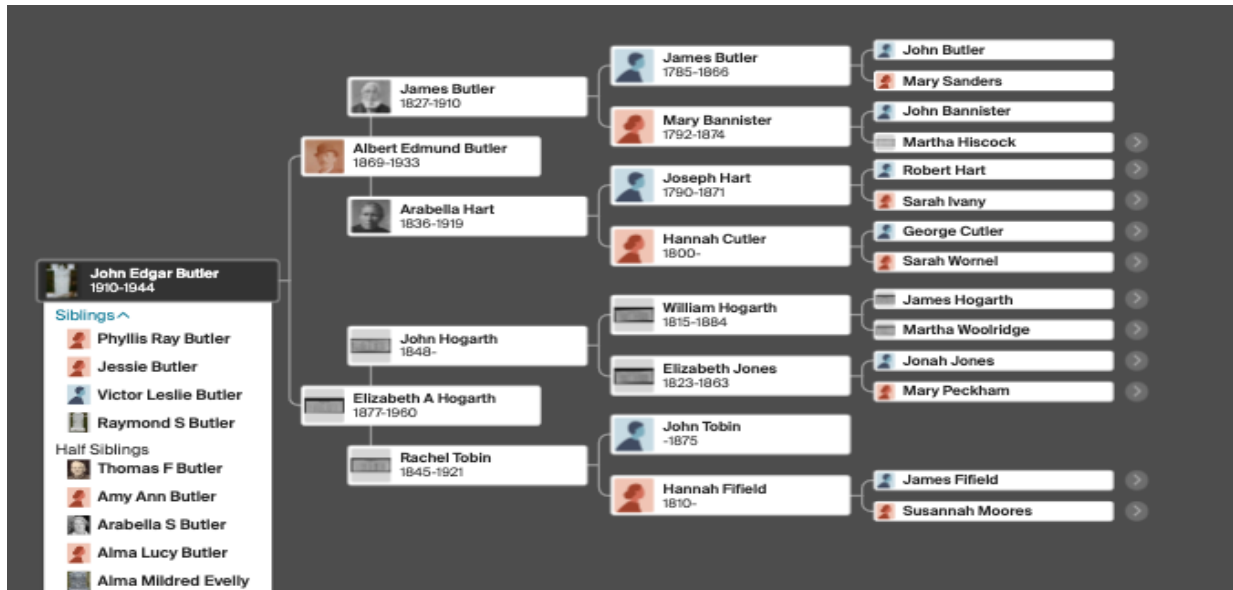 John Edgar Butler
1910-1944
Siblings
Phyllis Ray Butler
Jessie Butler
Victor Leslie Butler
Raymond S Butler
Half Siblings
Thomas F Butler
Amy Ann Butler
Arabella S Butler
Alma Lucy Butler
Alma Mildred Evelly
Albert Edmund Butler
1869-1933
Elizabeth A Hogarth
1877-1960
James Butler
1827-1910
Arabella Hart
1836-1919
John Hogarth
1848-
Rachel Tobin
1845-1921
James Butler
1785-1866
Mary Bannister
1792-1874
Joseph Hart
1790-1871
Hannah Cutler
1800-
William Hogarth
1815-1884
Elizabeth Jones
1823-1863
John Tobin
-1875
Hannah Fifield
1810-
John Butler
Mary Sanders
John Bannister
Martha Hiscock
Robert Hart
Sarah Ivany
George Cutler
Sarah Wornel
James Hogarth
Martha Woolridge
Jonah Jones
Mary Peckham
James Fifield
Susannah Moores